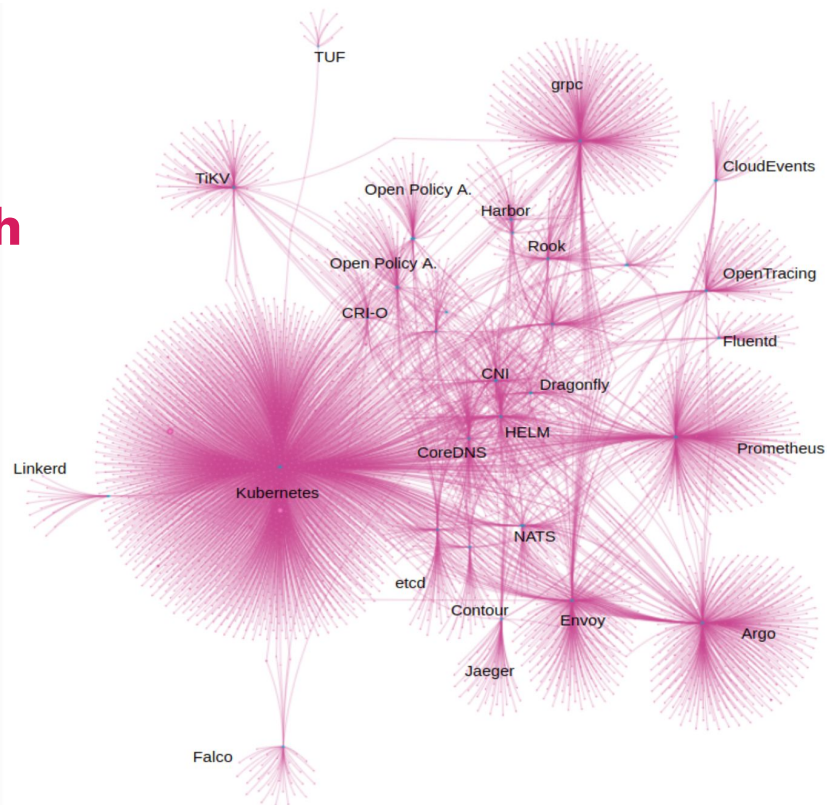 TUF
grpc
CloudEvents
TiKV
Open Policy A.
Harbor
h
Rook
Open Policy A.
OpenTracing
CRI-O
Fluentd
CNI
Dragonfly
HELM
CoreDNS
Prometheus
Linkerd
Kubernetes
NATS
etcd
Contour
Envoy
Argo
Jaeger
Falco